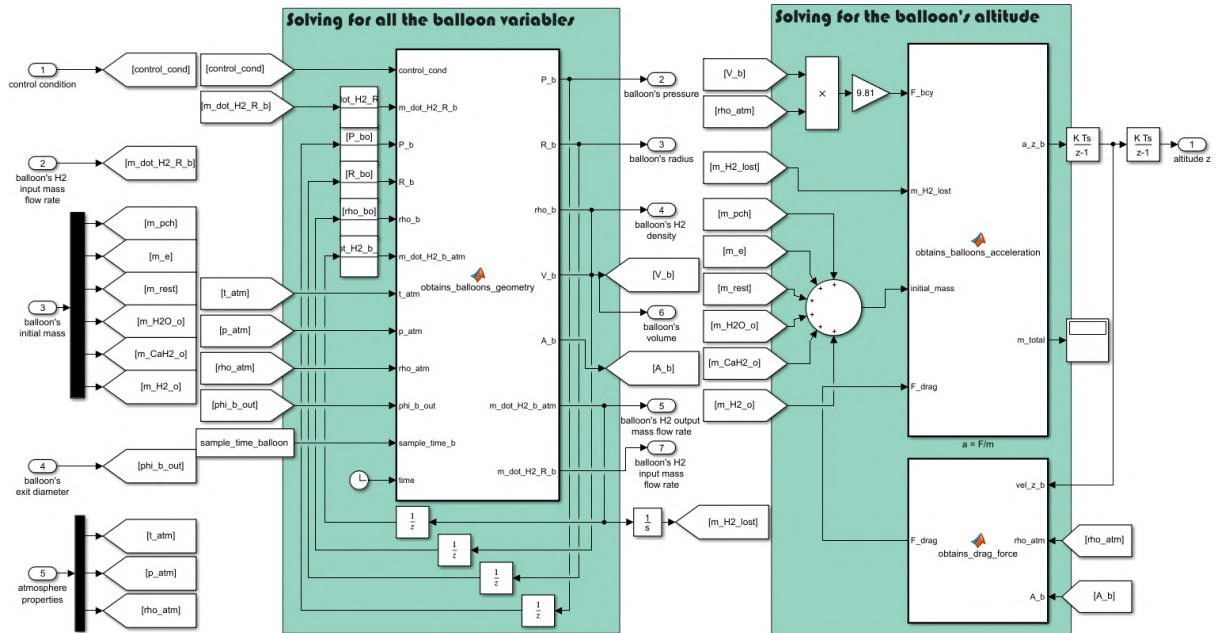 Solving for all the balloon variables
Solving for the balloon's altitude
1
control condition
[control_cond]
[control_cond]
[m_dot_H2_R_b]
2
balloon's H2
input mass
flow rate
[m_dot_H2_R_b]
3
balloon's
initial mass
[m_pch]
[m_e]
[m_rest]
[m_H2O_o]
[m_CaH2_o]
[m_H2_o]
[t_atm]
[p_atm]
[rho_atm]
[phi_b_out]
sample_time_balloon
4
balloon's
exit diameter
[phi_b_out]
5
atmosphere
properties
[t_atm]
[p_atm]
[rho_atm]
dot_H2_R
[P_bo]
[R_bo]
[rho_bo]
ot_H2_b_
control_cond
m_dot_H2_R_b
P_b
R_b
rho_b
m_dot_H2_b_atm
t_atm
p_atm
rho_atm
phi_b_out
sample_time_b
time
obtains_balloons_geometry
P_b
R_b
rho_b
V_b
A_b
m_dot_H2_b_atm
m_dot_H2_R_b
1
z
1
z
1
z
1
z
2
balloon's pressure
3
balloon's radius
4
balloon's H2
density
[V_b]
6
balloon's
volume
[A_b]
5
balloon's H2 output
mass flow rate
7
balloon's H2
input mass
flow rate
1
s
[m_H2_lost]
[V_b]
[rho_atm]
×
9.81
[m_H2_lost]
[m_pch]
[m_e]
[m_rest]
[m_H2O_o]
[m_CaH2_o]
[m_H2_o]
+
+
+
+
+
+
F_bcy
m_H2_lost
initial_mass
F_drag
obtains_balloons_acceleration
a_z_b
m_total
a = F/m
K Ts
z-1
K Ts
z-1
1
altitude z
vel_z_b
F_drag
rho_atm
obtains_drag_force
A_b
[rho_atm]
[A_b]